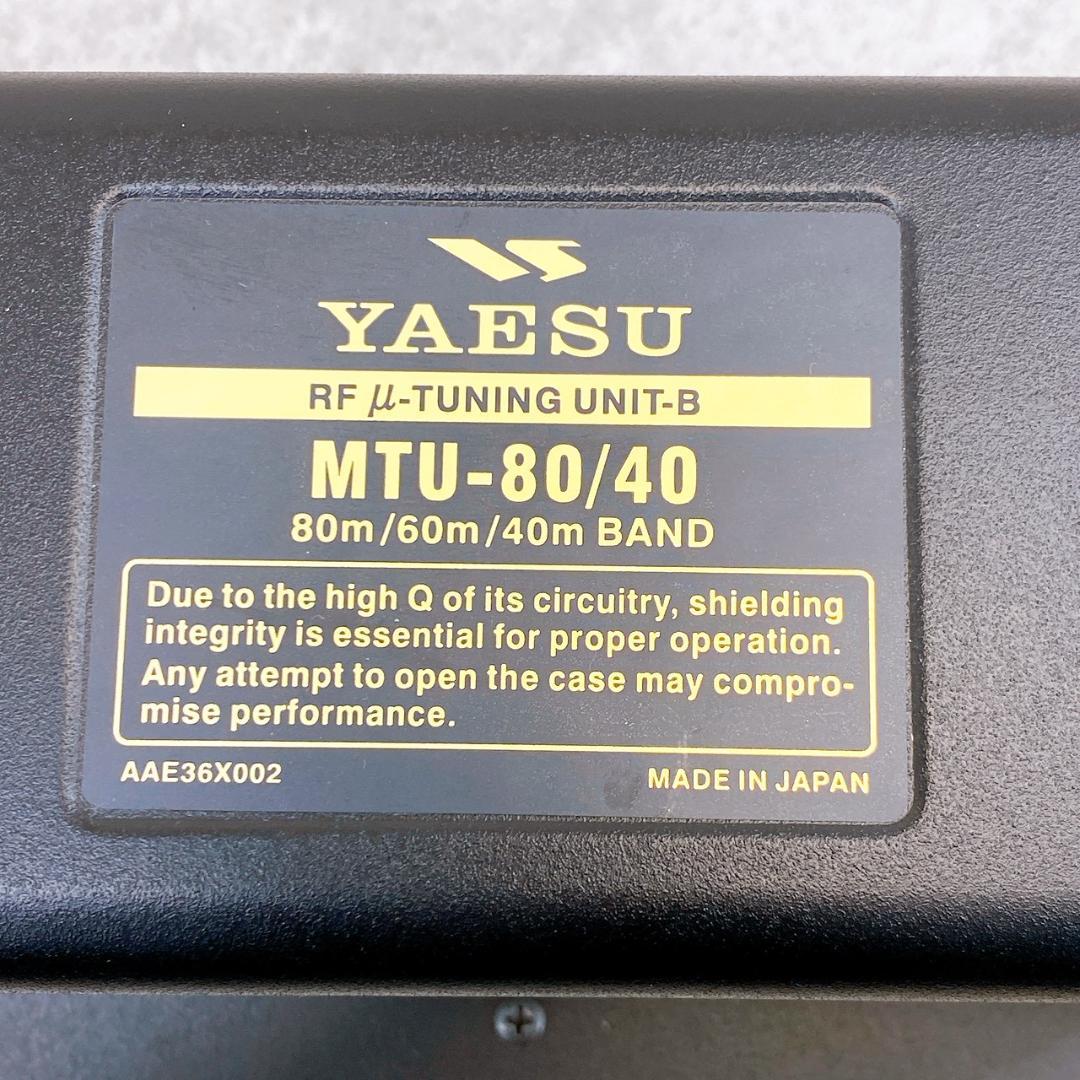 YAESU
RF μ-TUNING UNIT-B
MTU-80/40
80m/60m/40m BAND
Due to the high Q of its circuitry, shielding
integrity is essential for proper operation.
Any attempt to open the case may compro-
mise performance.
AAE36X002
MADE IN JAPAN